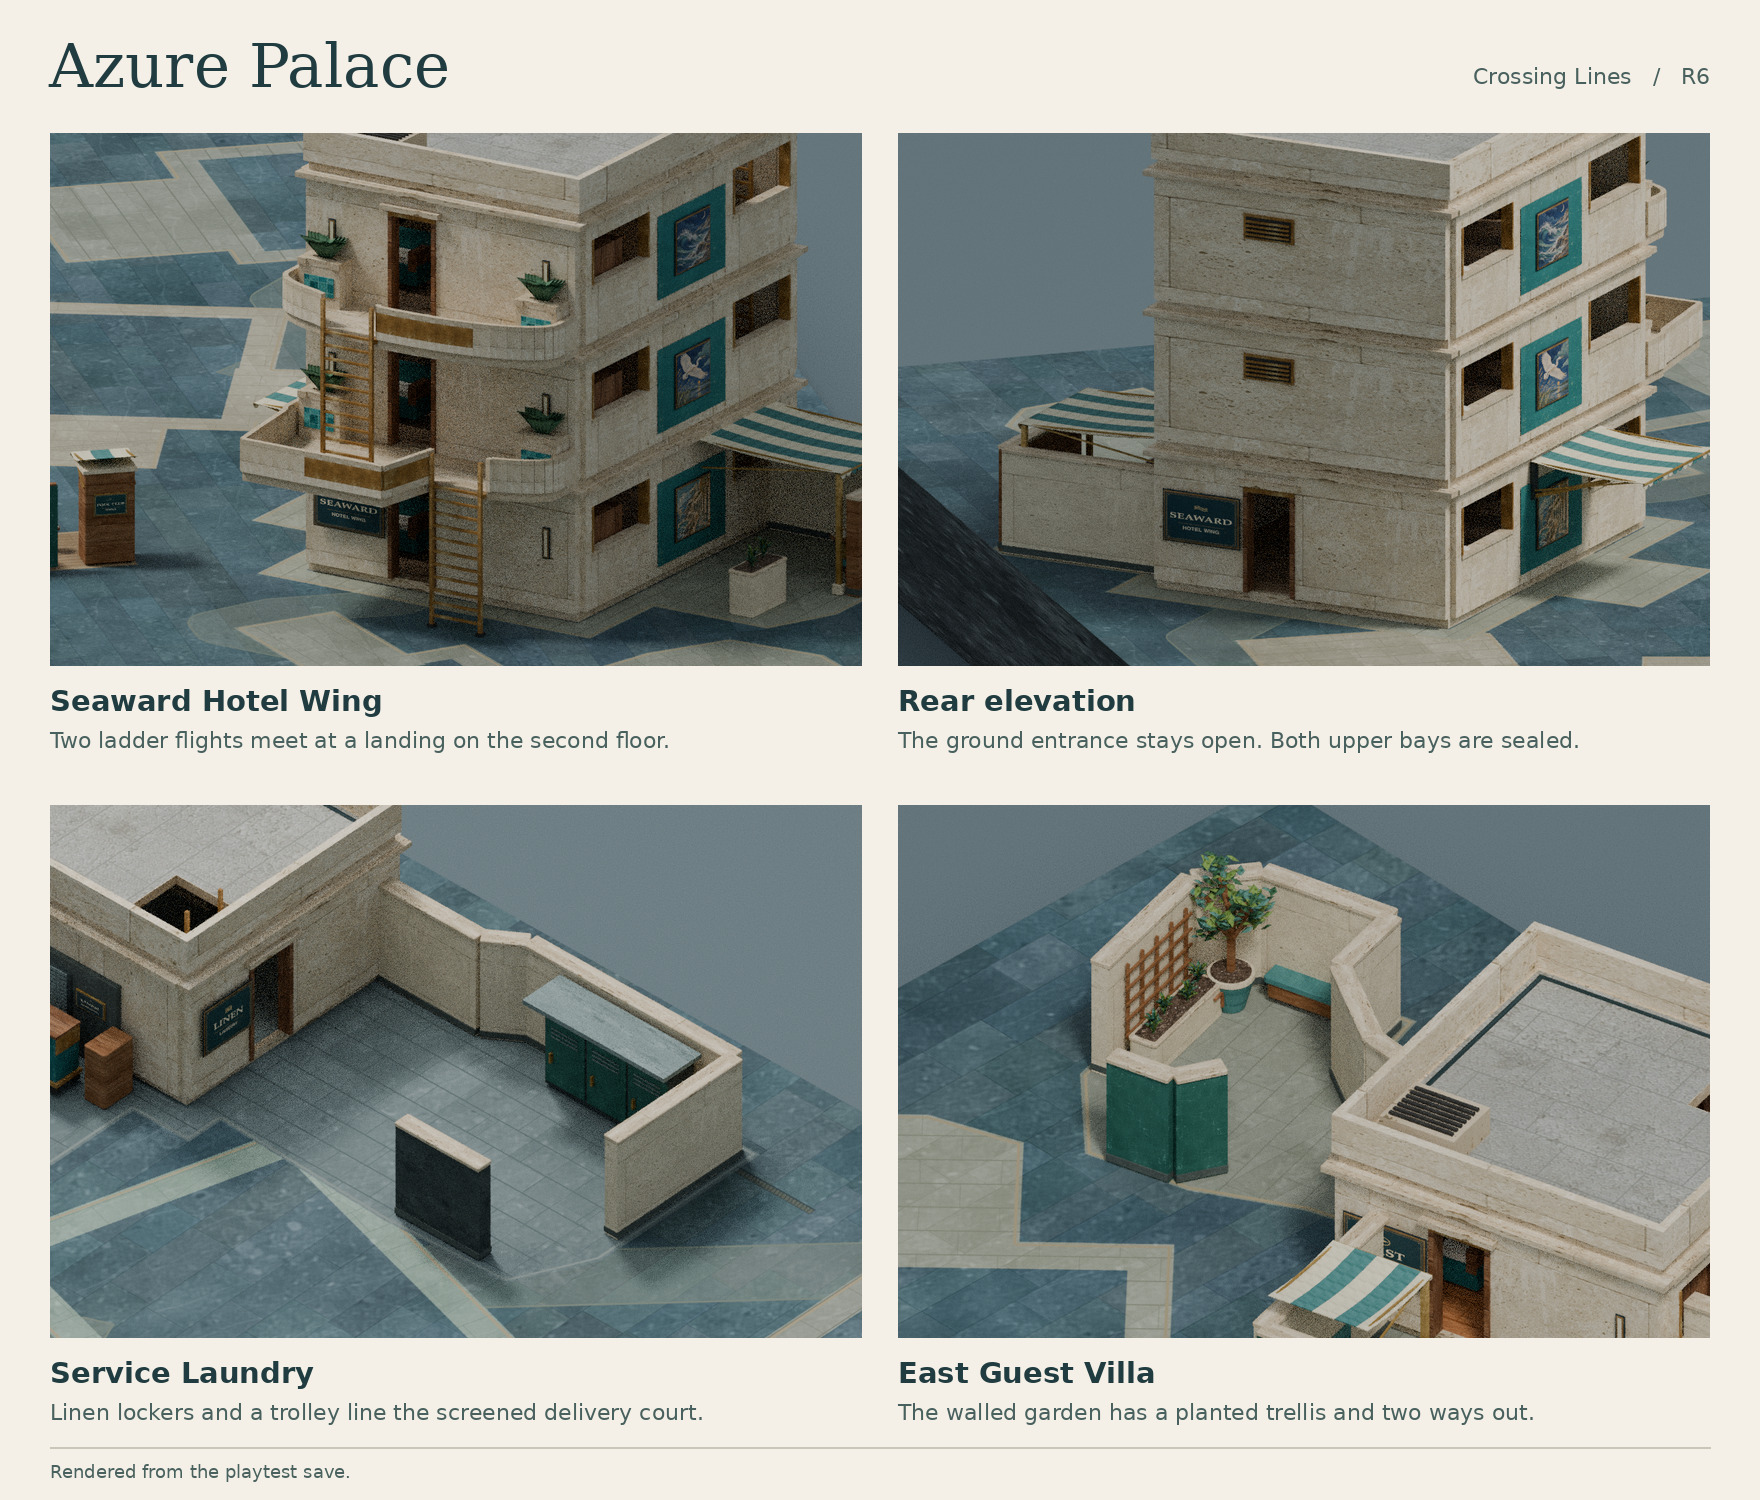 Azure Palace
Crossing Lines / R6
SEAWARD
HOTEL WING
SEAWARD
HOTEL WING
Seaward Hotel Wing
Two ladder flights meet at a landing on the second floor.
Rear elevation
The ground entrance stays open. Both upper bays are sealed.
LINEN
LAUNDRY
ST
Service Laundry
Linen lockers and a trolley line the screened delivery court.
East Guest Villa
The walled garden has a planted trellis and two ways out.
Rendered from the playtest save.